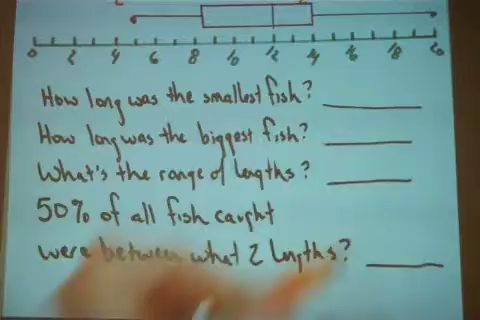 0 2 4 6 8 10 12 14 16 18 20
How long was the smallest fish?
How long was the biggest fish?
What's the range of lengths?
50% of all fish caught
were between what 2 lengths?